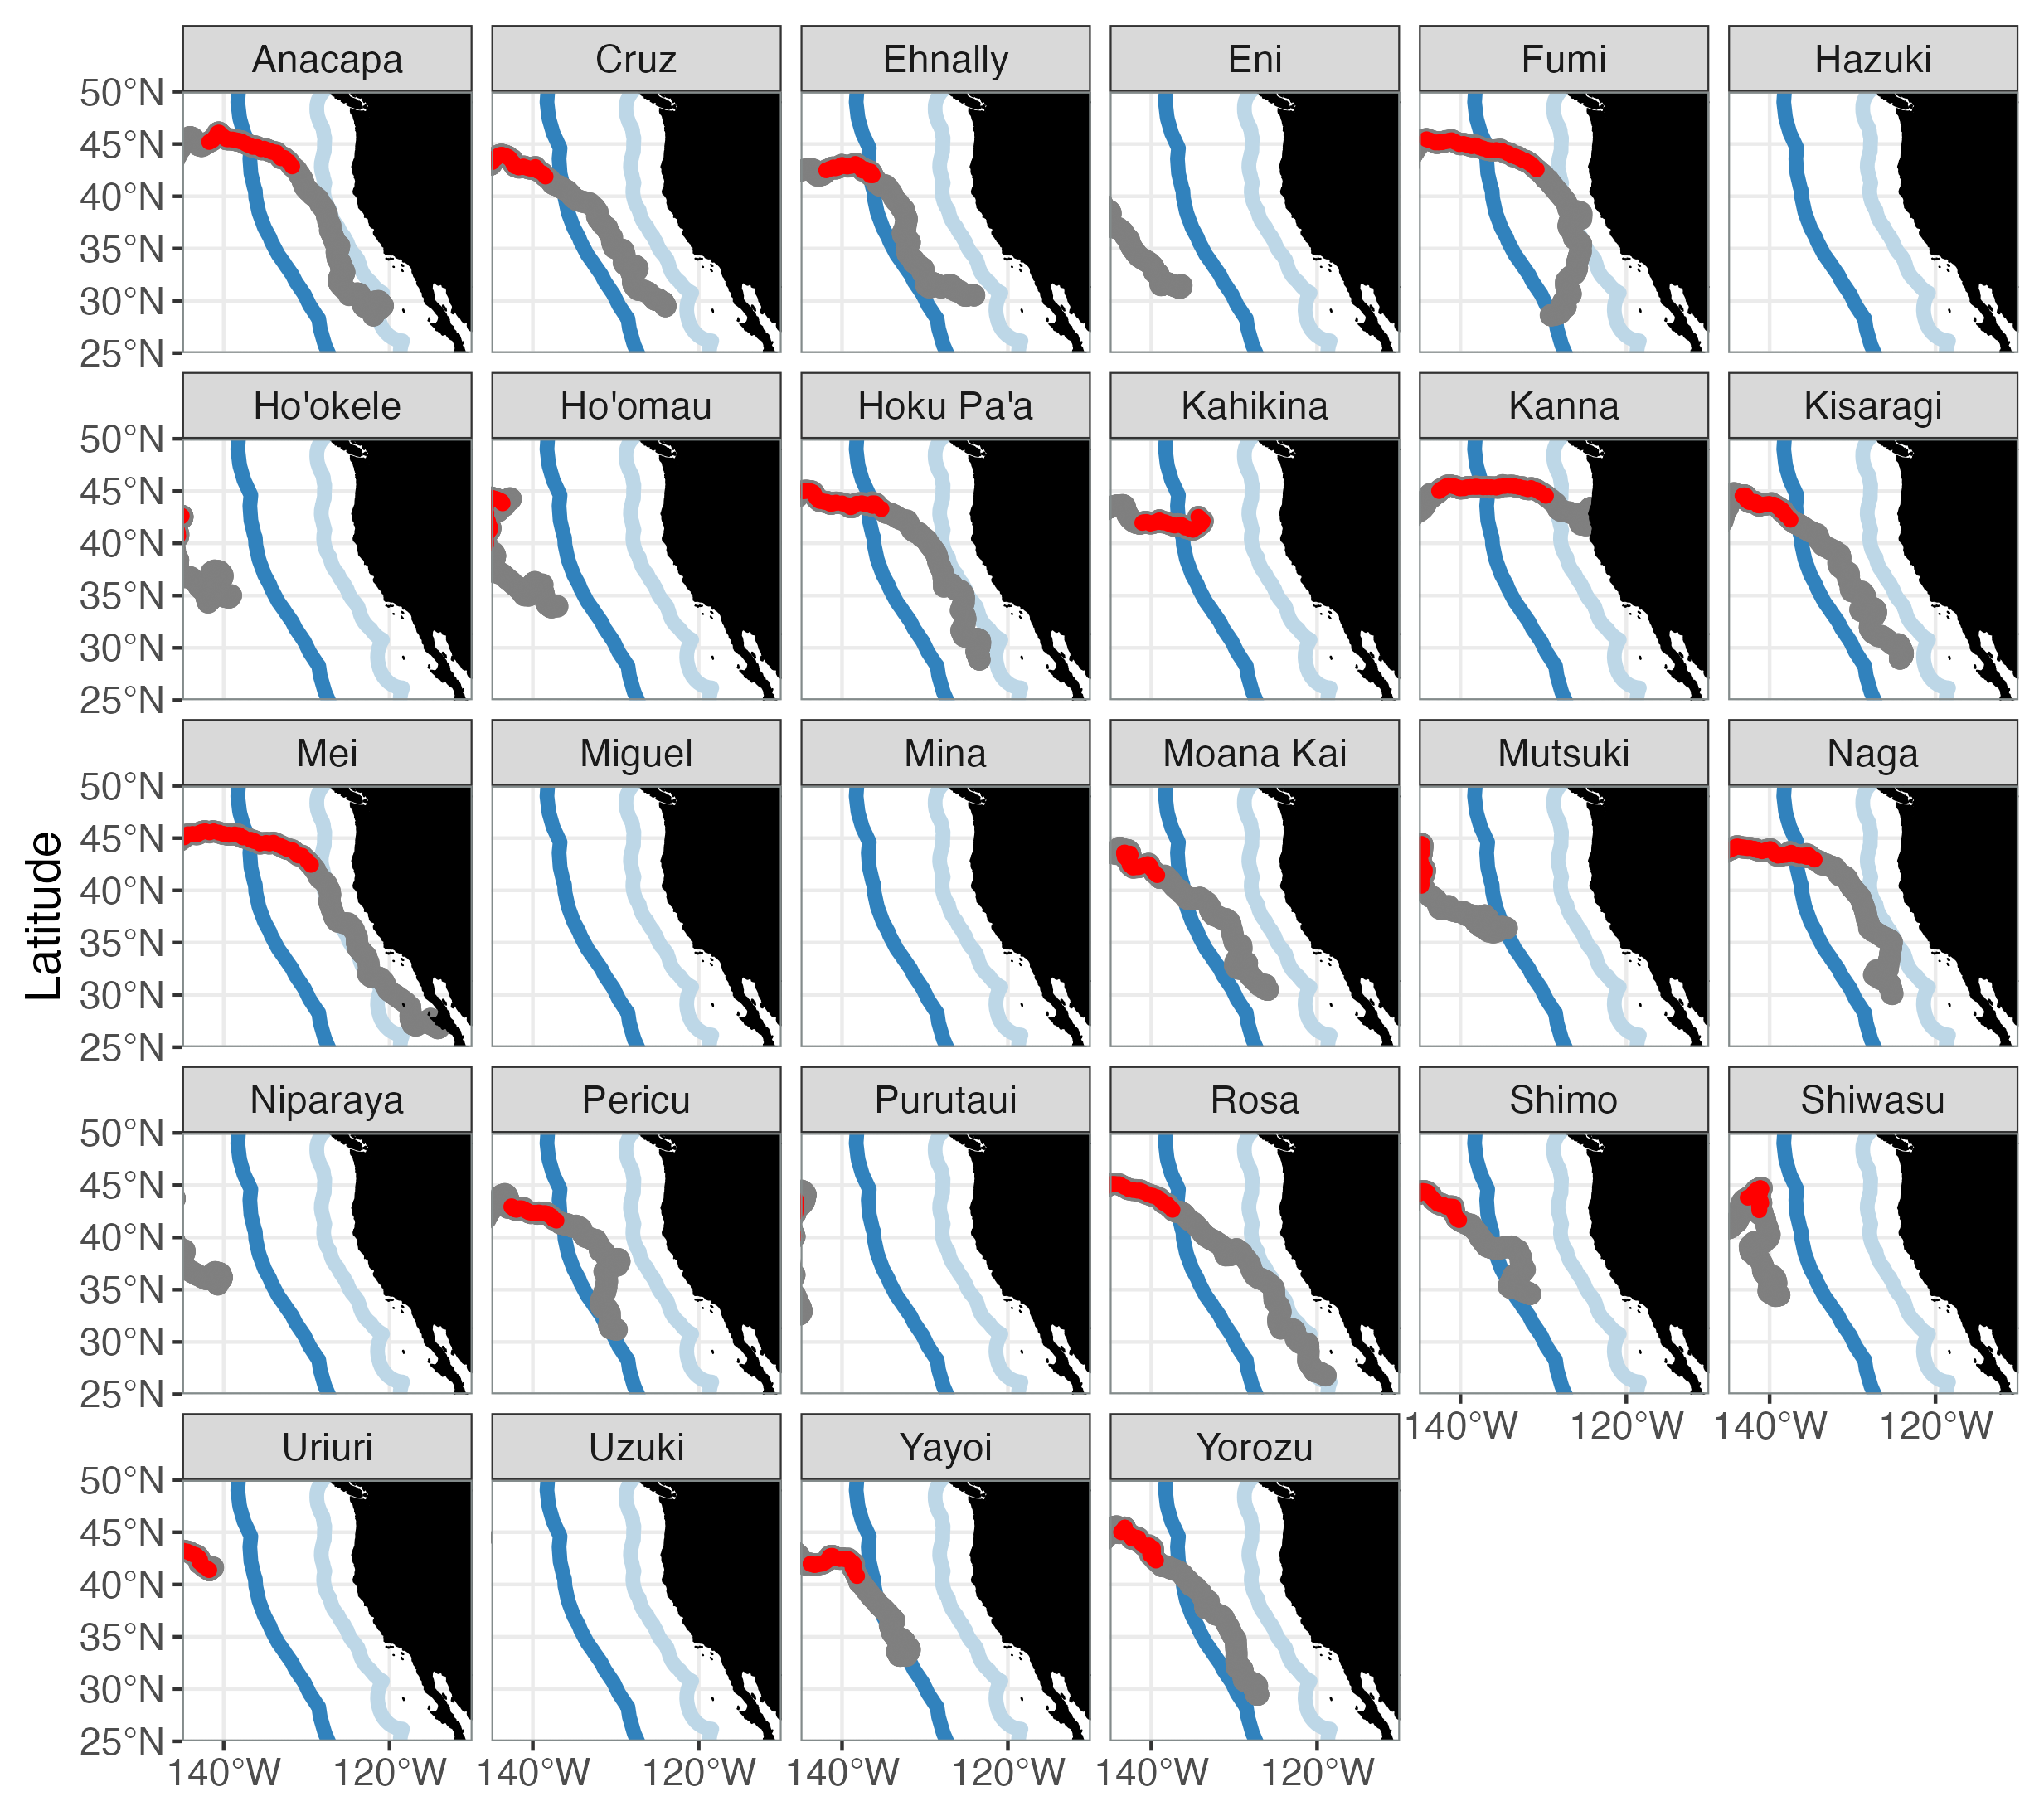 Anacapa Cruz Ehnally Eni Fumi Hazuki
50°N
45°N
40°N
35°N
30°N
25°N
Ho'okele Ho'omau Hoku Pa'a Kahikina Kanna Kisaragi
50°N
45°N
40°N
35°N
30°N
25°N
Mei Miguel Mina Moana Kai Mutsuki Naga
50°N
45°N
40°N
35°N
30°N
25°N
Latitude
Niparaya Pericu Purutaui Rosa Shimo Shiwasu
50°N
45°N
40°N
35°N
30°N
25°N
140°W 120°W 140°W 120°W
Uriuri Uzuki Yayoi Yorozu
50°N
45°N
40°N
35°N
30°N
25°N
140°W 120°W 140°W 120°W 140°W 120°W 140°W 120°W